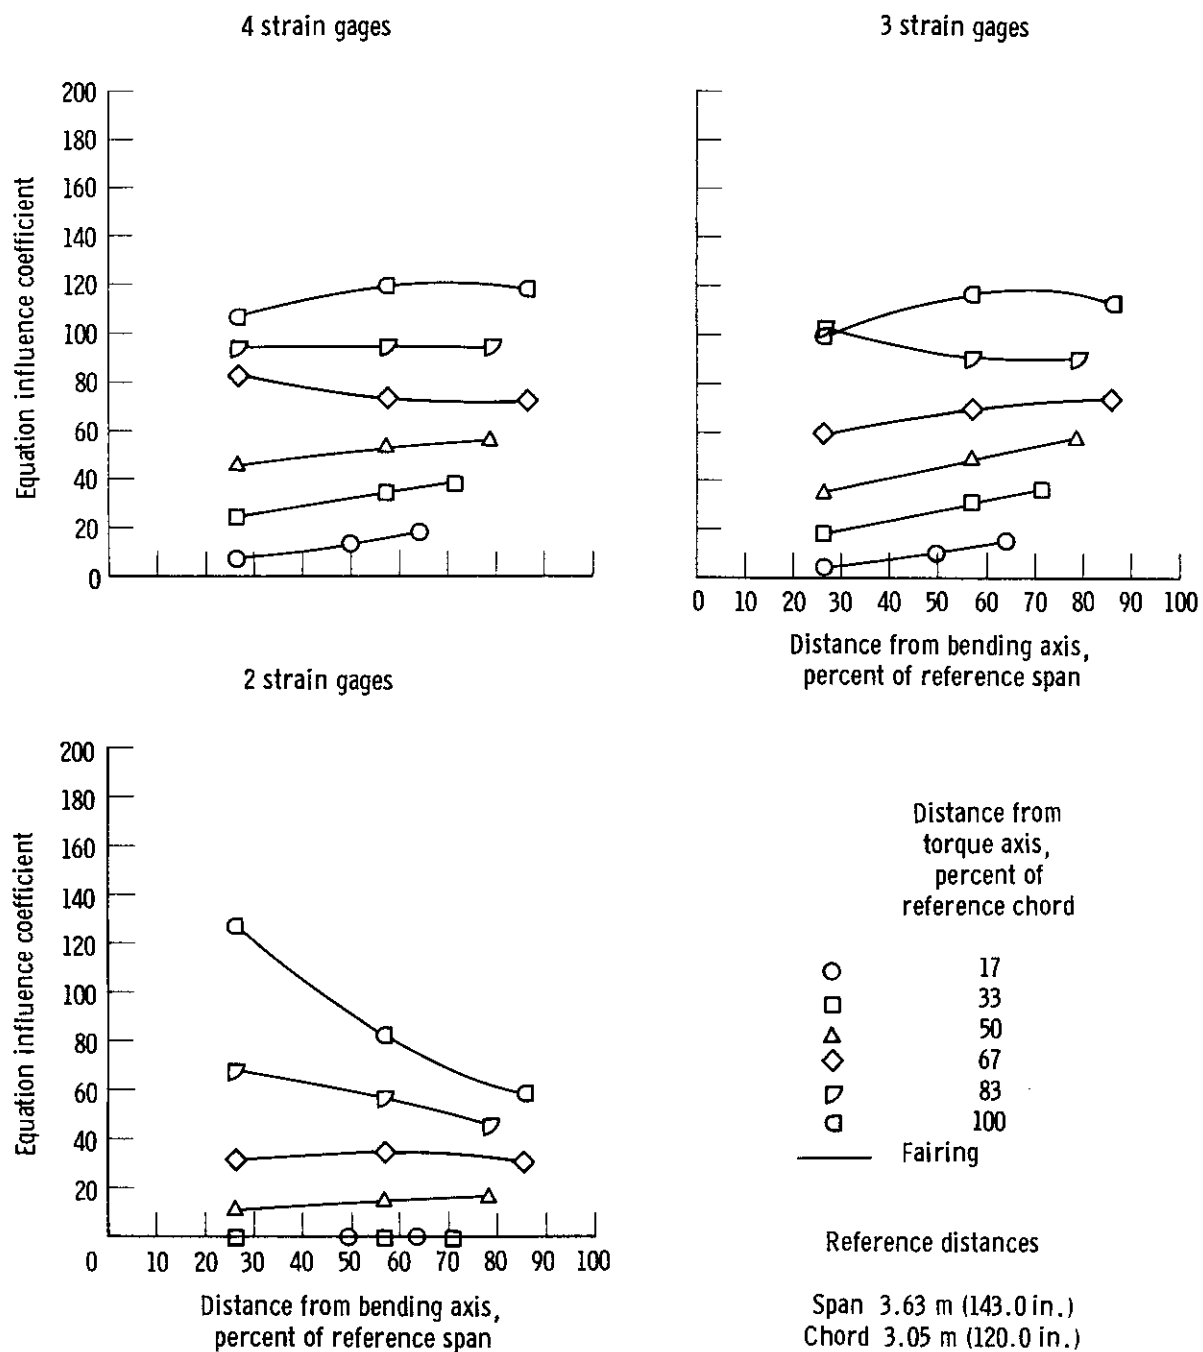 4 strain gages
3 strain gages
200
180
160
140
120
100
80
60
40
20
0
Equation influence coefficient
0 10 20 30 40 50 60 70 80 90 100
Distance from bending axis,
percent of reference span
2 strain gages
200
180
160
140
120
100
80
60
40
20
Equation influence coefficient
0 10 20 30 40 50 60 70 80 90 100
Distance from bending axis,
percent of reference span
Distance from
torque axis,
percent of
reference chord
17
33
50
67
83
100
Fairing
Reference distances
Span 3.63 m (143.0 in.)
Chord 3.05 m (120.0 in.)